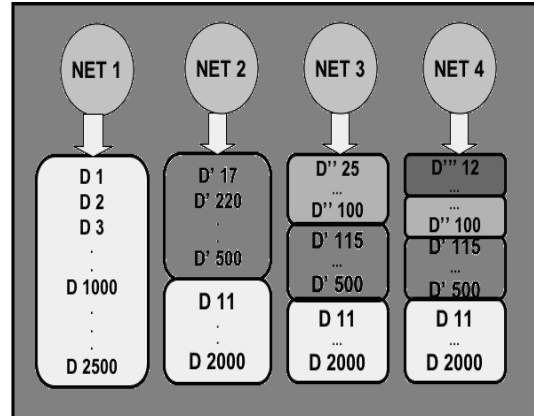 NET 1
NET 2
NET 3
NET 4
D 1
D 2
D 3
.
.
D 1000
.
.
.
D 2500
D' 17
D' 220
.
.
D' 500
D 11
.
.
D 2000
D'' 25
...
D'' 100
D' 115
...
D' 500
D 11
...
D 2000
D''' 12
...
...
D'' 100
D' 115
...
D' 500
D 11
...
D 2000